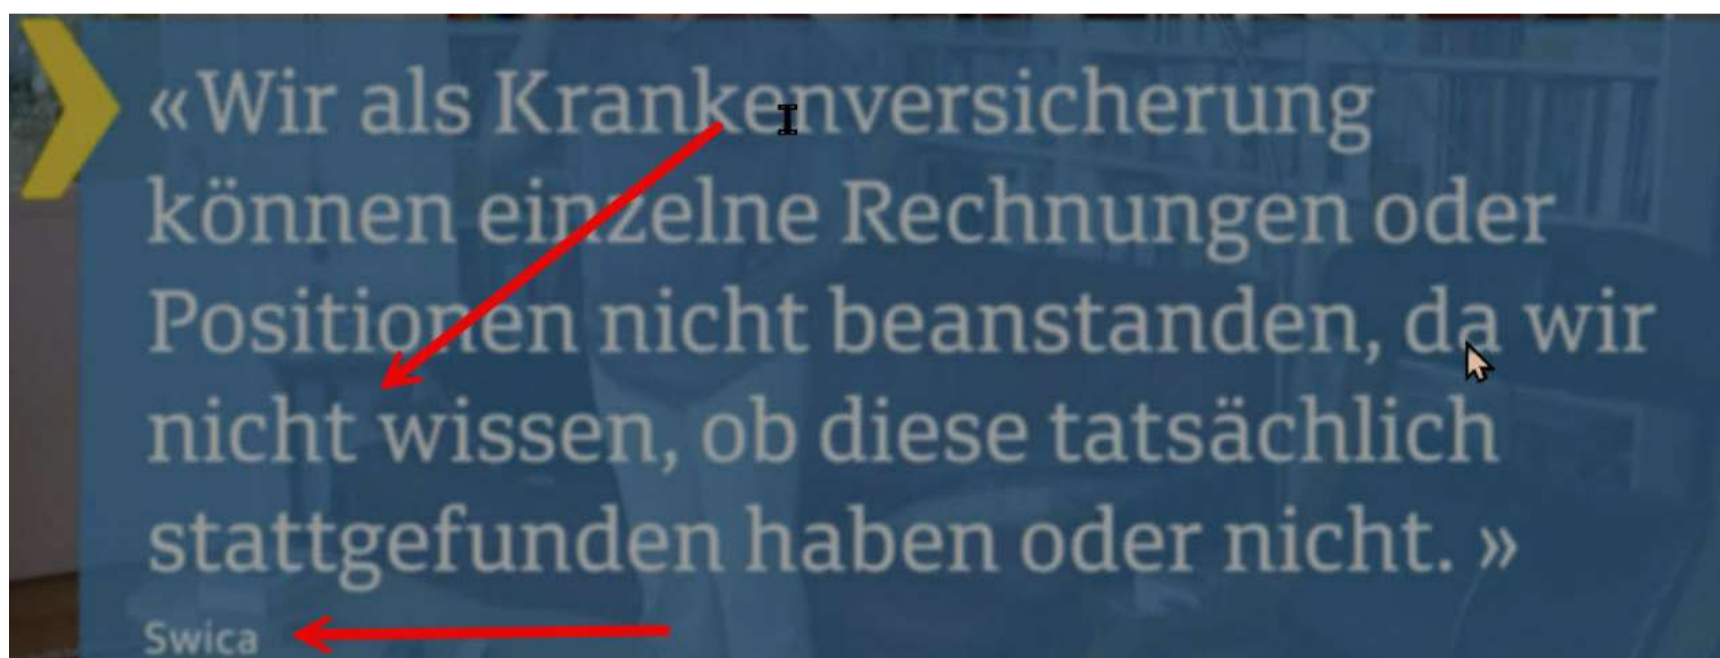 «Wir als Krankenversicherung
können einzelne Rechnungen oder
Positionen nicht beanstanden, da wir
nicht wissen, ob diese tatsächlich
stattgefunden haben oder nicht. »
Swica